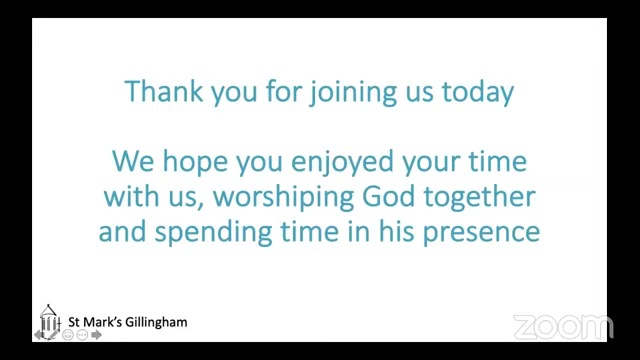 Thank you for joining us today
We hope you enjoyed your time
with us, worshiping God together
and spending time in his presence
St Mark's Gillingham
zoom